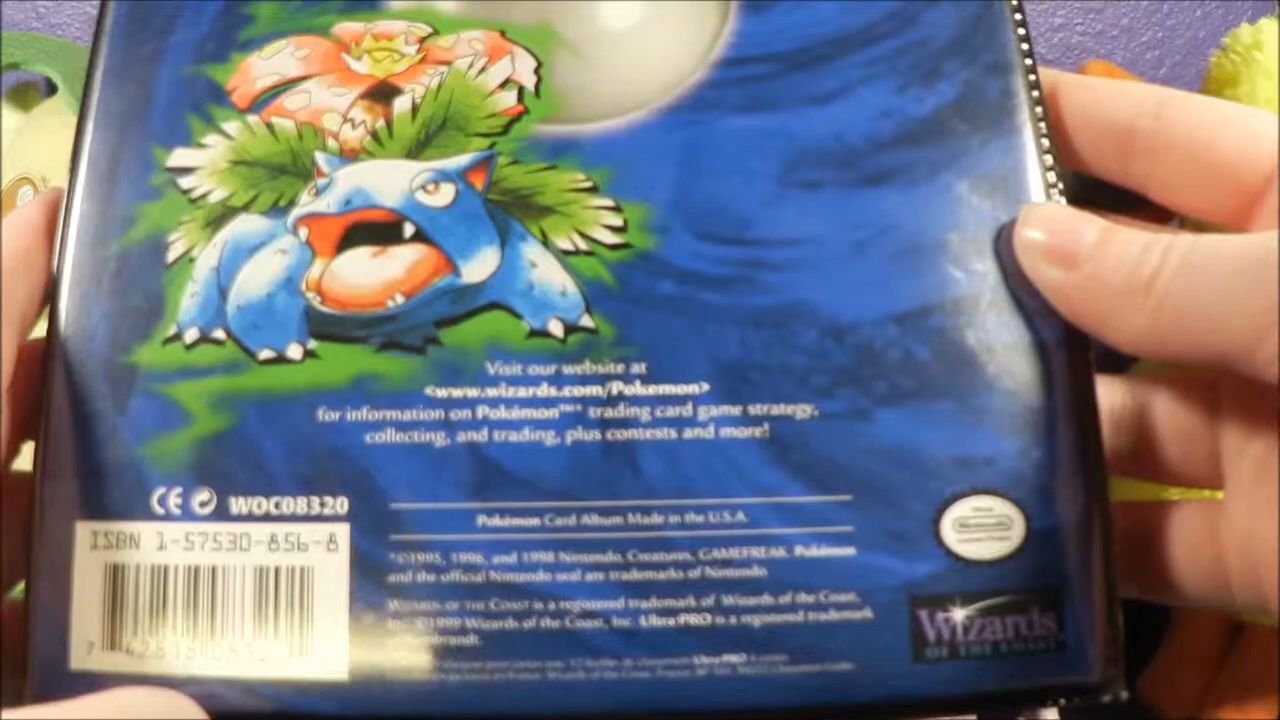 Visit our website at
<www.wizards.com/Pokemon>
for information on Pokémon™* trading card game strategy,
collecting, and trading, plus contests and more!
CE WOC08320
ISBN 1-57530-856-8
Pokémon Card Album Made in the U.S.A.
*©1995, 1996, and 1998 Nintendo, Creatures, GAMEFREAK. Pokémon
and the official Nintendo seal are trademarks of Nintendo.
Nintendo
WIZARDS OF THE COAST is a registered trademark of Wizards of the Coast,
Inc. ©1999 Wizards of the Coast, Inc. Ultra PRO is a registered trademark
Wizards
OF THE COAST